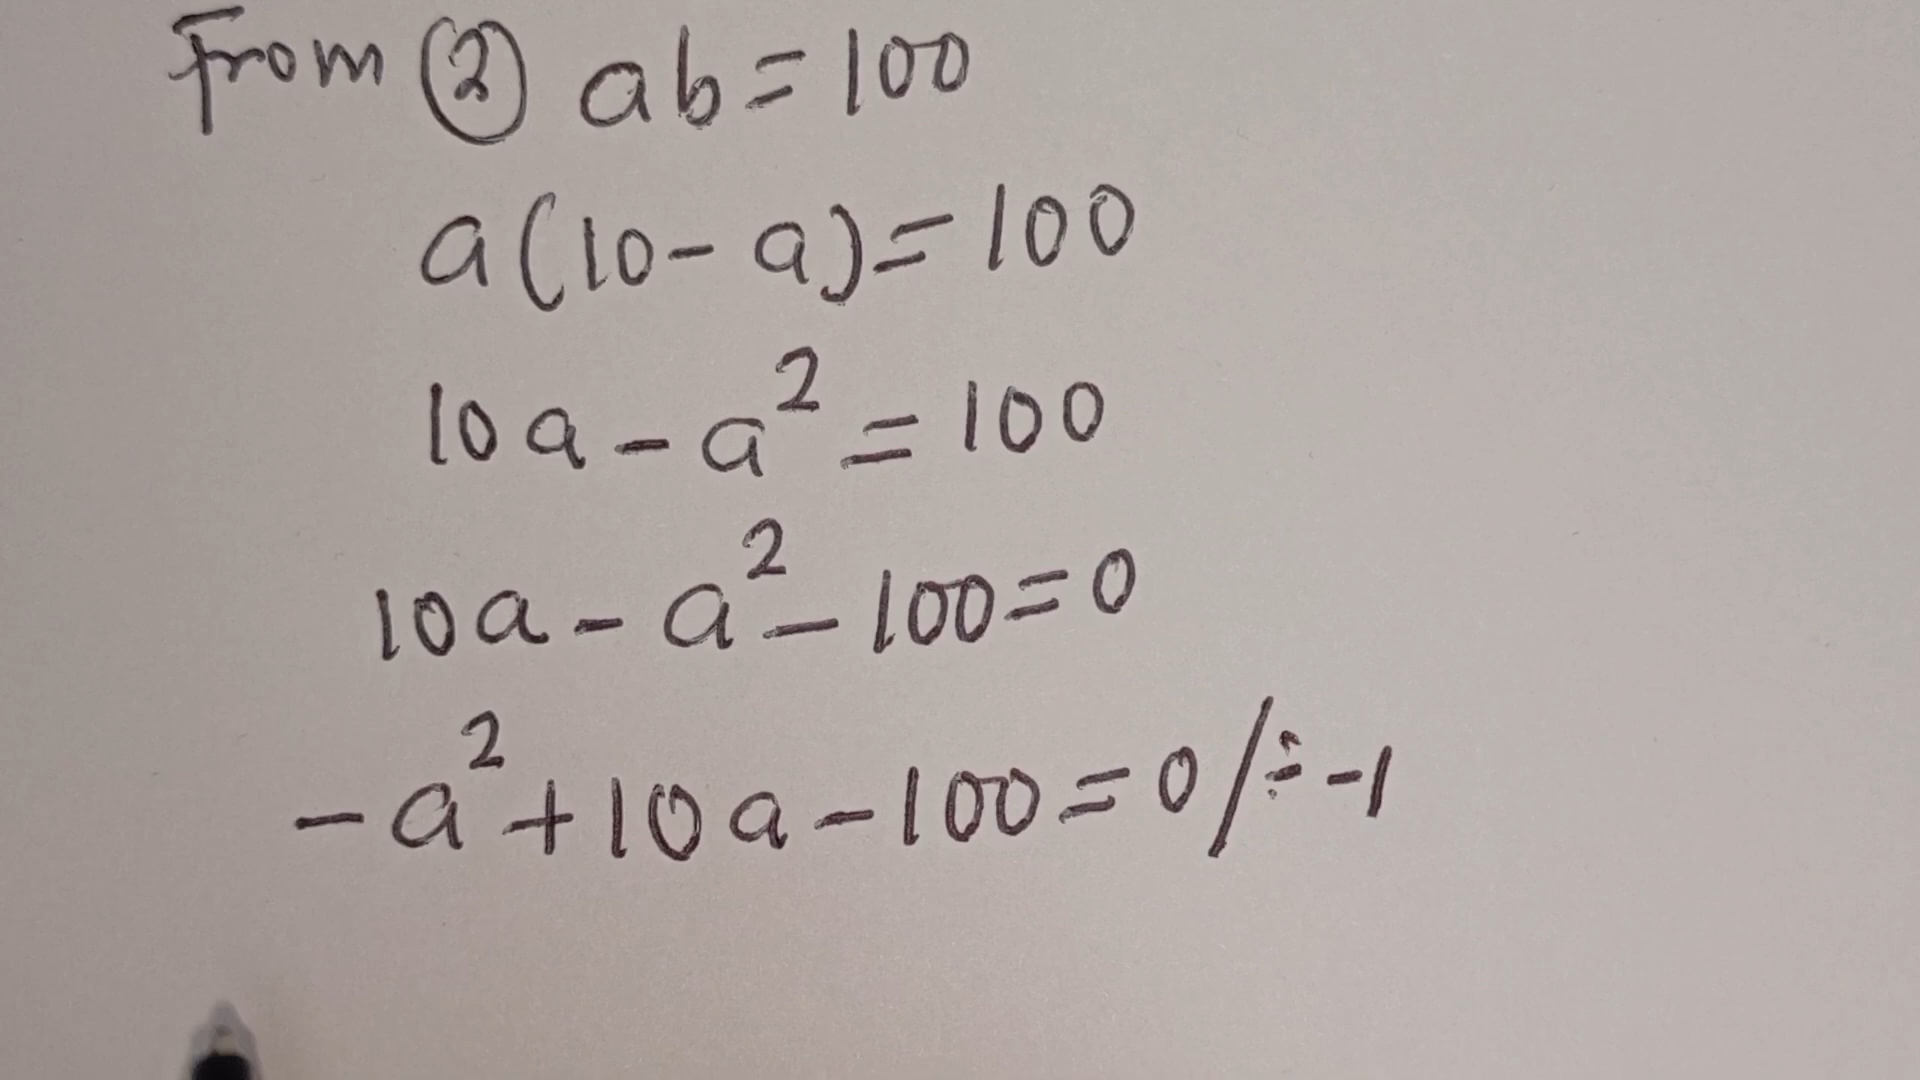 From ② ab = 100
a(10 - a) = 100
10a - a² = 100
10a - a² - 100 = 0
- a² + 10a - 100 = 0 / ÷ -1